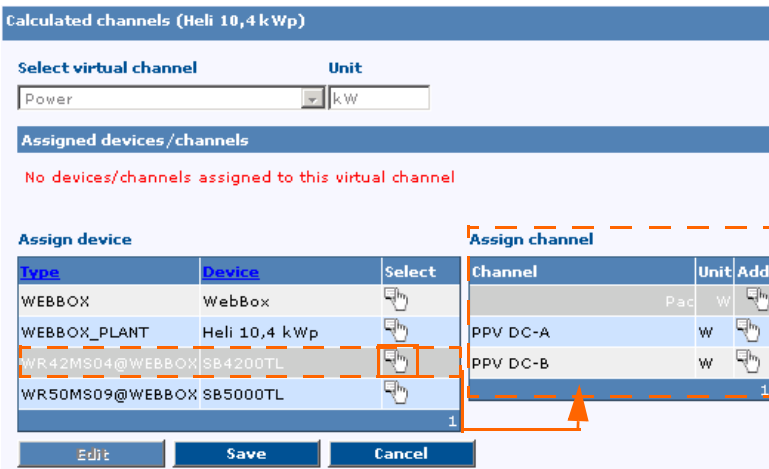 Calculated channels (Heli 10,4 kWp)
Select virtual channel Unit
Power kW
Assigned devices/channels
No devices/channels assigned to this virtual channel
Assign device
Type Device Select
WEBBOX WebBox
WEBBOX_PLANT Heli 10,4 kWp
WR42MS04@WEBBOX SB4200TL
WR50MS09@WEBBOX SB5000TL
1
Assign channel
Channel Unit Add
Pac W
PPV DC-A W
PPV DC-B W
1
Edit Save Cancel